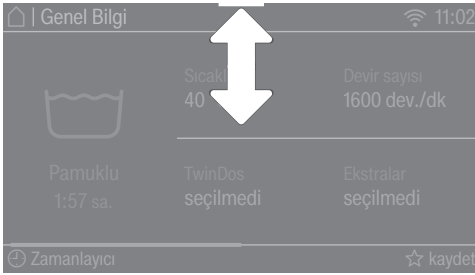 | Genel Bilgi 11:02
Devir sayısı
40 1600 dev./dk
Pamuklu TwinDos Ekstralar
1:57 sa. seçilmedi seçilmedi
Zamanlayıcı kaydet